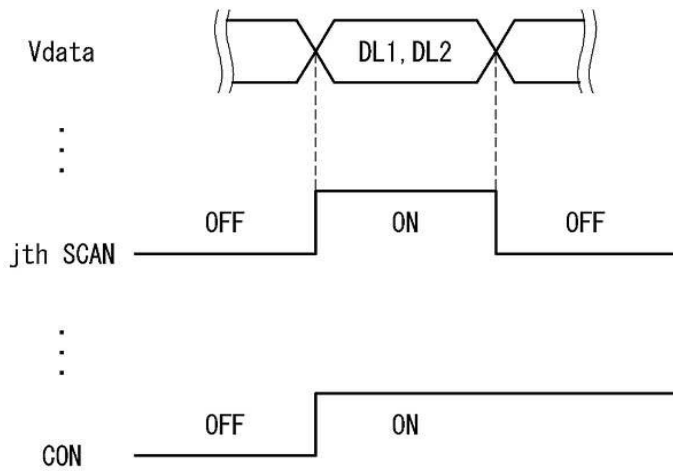 Vdata
DL1, DL2
OFF
ON
OFF
jth SCAN
OFF
ON
CON